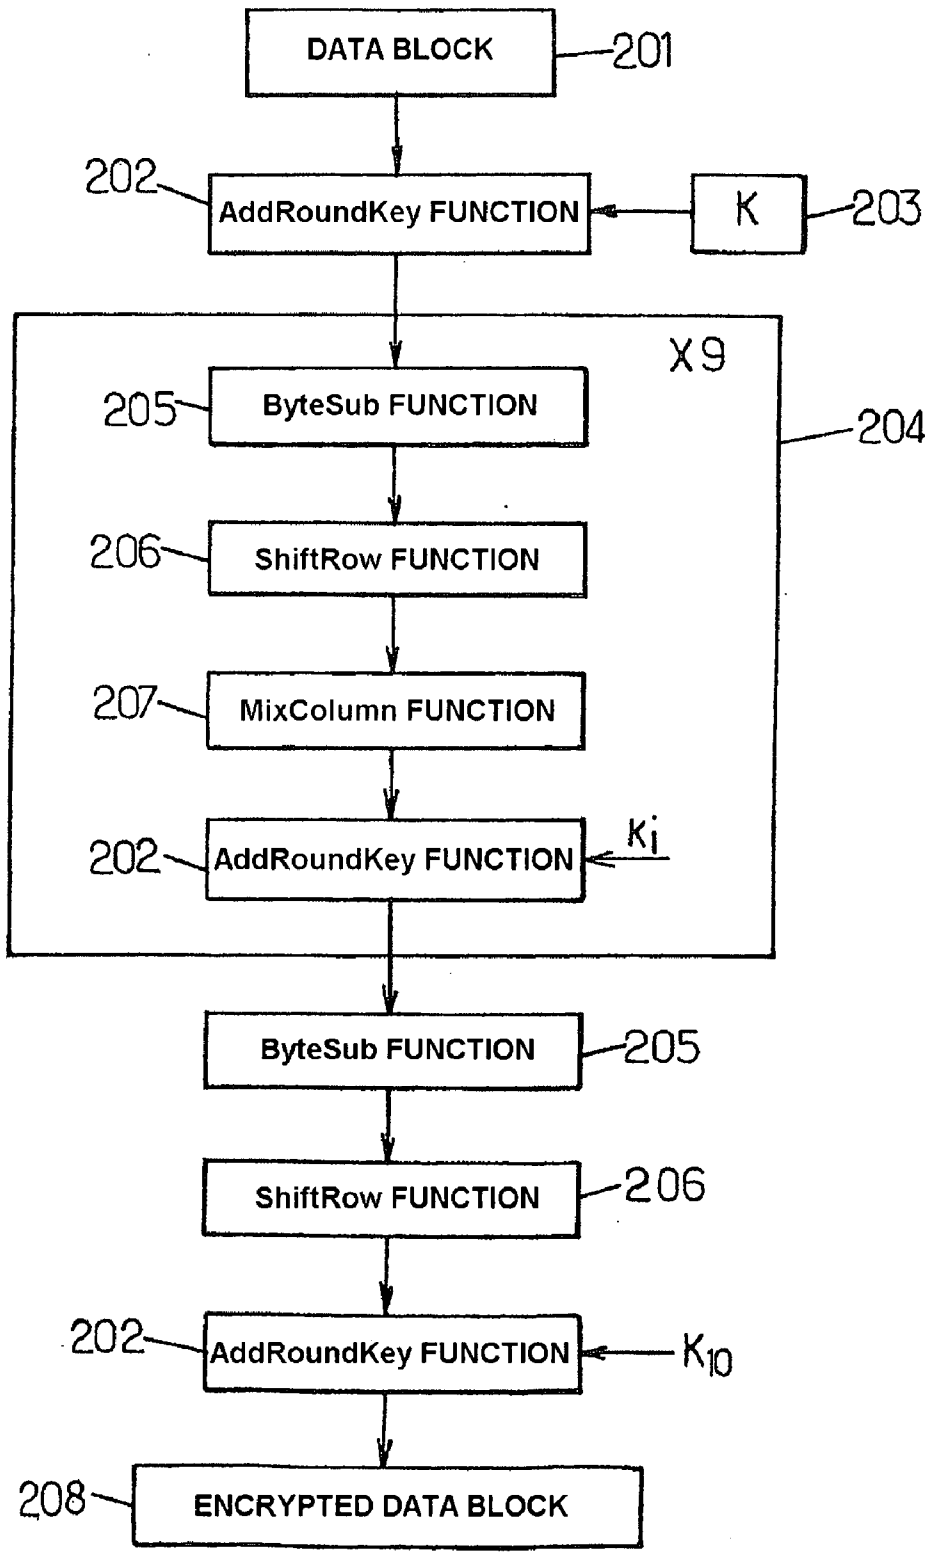 DATA BLOCK
201
202
AddRoundKey FUNCTION
K
203
X9
205
ByteSub FUNCTION
204
206
ShiftRow FUNCTION
207
MixColumn FUNCTION
Ki
202
AddRoundKey FUNCTION
ByteSub FUNCTION
205
ShiftRow FUNCTION
206
202
AddRoundKey FUNCTION
K10
208
ENCRYPTED DATA BLOCK